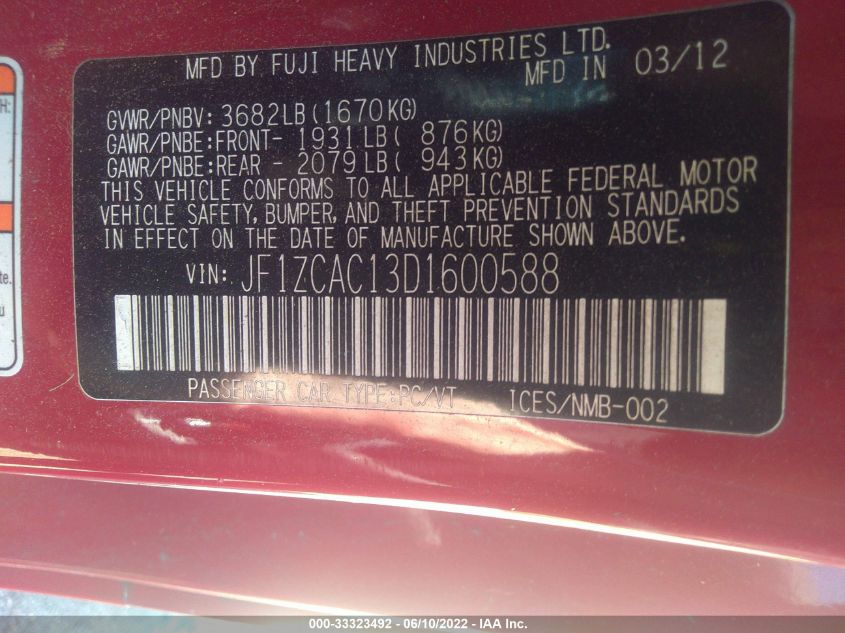 MFD BY FUJI HEAVY INDUSTRIES LTD.
MFD IN 03/12
GVWR/PNBV: 3682LB(1670KG)
GAWR/PNBE:FRONT- 1931LB( 876KG)
GAWR/PNBE:REAR - 2079LB( 943KG)
THIS VEHICLE CONFORMS TO ALL APPLICABLE FEDERAL MOTOR
VEHICLE SAFETY, BUMPER, AND THEFT PREVENTION STANDARDS
IN EFFECT ON THE DATE OF MANUFACTURE SHOWN ABOVE.
VIN: JF1ZCAC13D1600588
PASSENGER CAR TYPE:PC/VT ICES/NMB-002
H:
te.
000-33323492 - 06/10/2022 - IAA Inc.